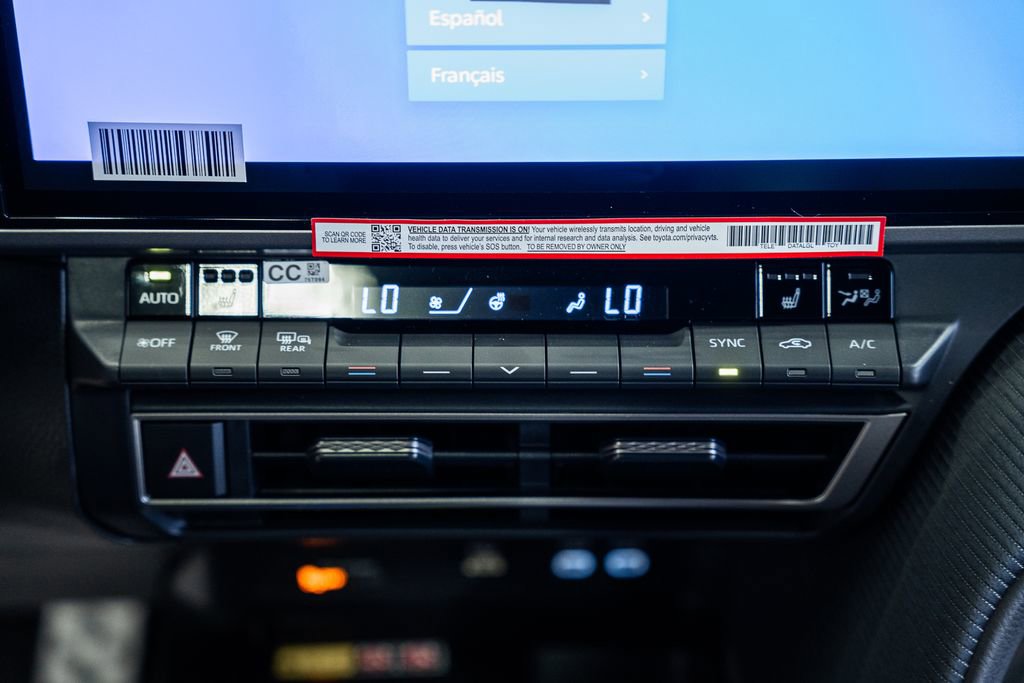 Español
Français
SCAN QR CODE
TO LEARN MORE
VEHICLE DATA TRANSMISSION IS ON! Your vehicle wirelessly transmits location, driving and vehicle
health data to deliver your services and for internal research and data analysis. See toyota.com/privacyvts.
To disable, press vehicle's SOS button. TO BE REMOVED BY OWNER ONLY
TELE DATALGL TOY
CC
AUTO
LO
LO
OFF
FRONT
REAR
SYNC
A/C